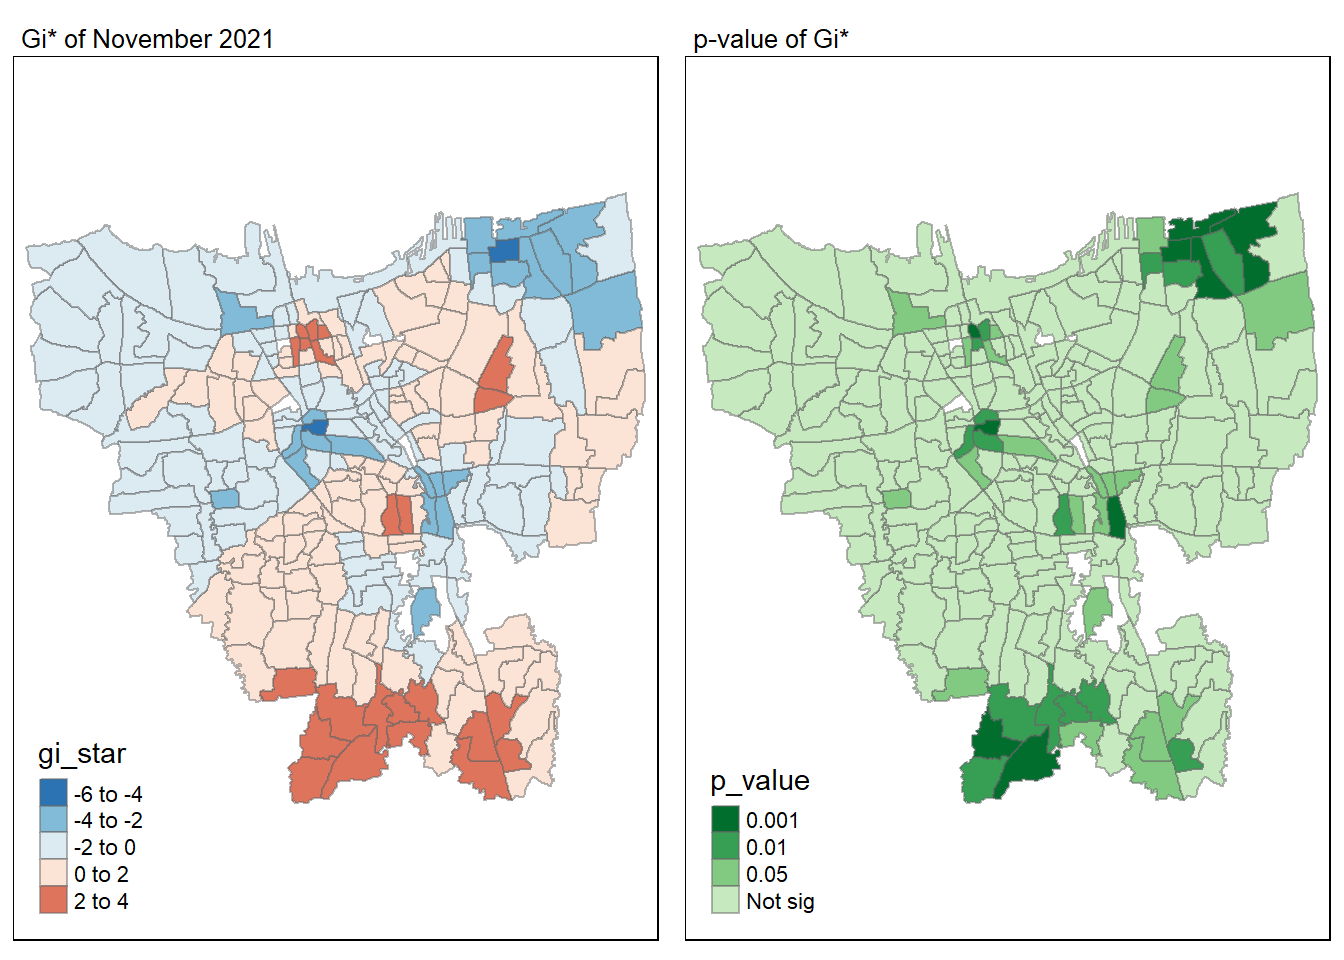 Gi* of November 2021
gi_star
-6 to -4
-4 to -2
-2 to 0
0 to 2
2 to 4
p-value of Gi*
p_value
0.001
0.01
0.05
Not sig